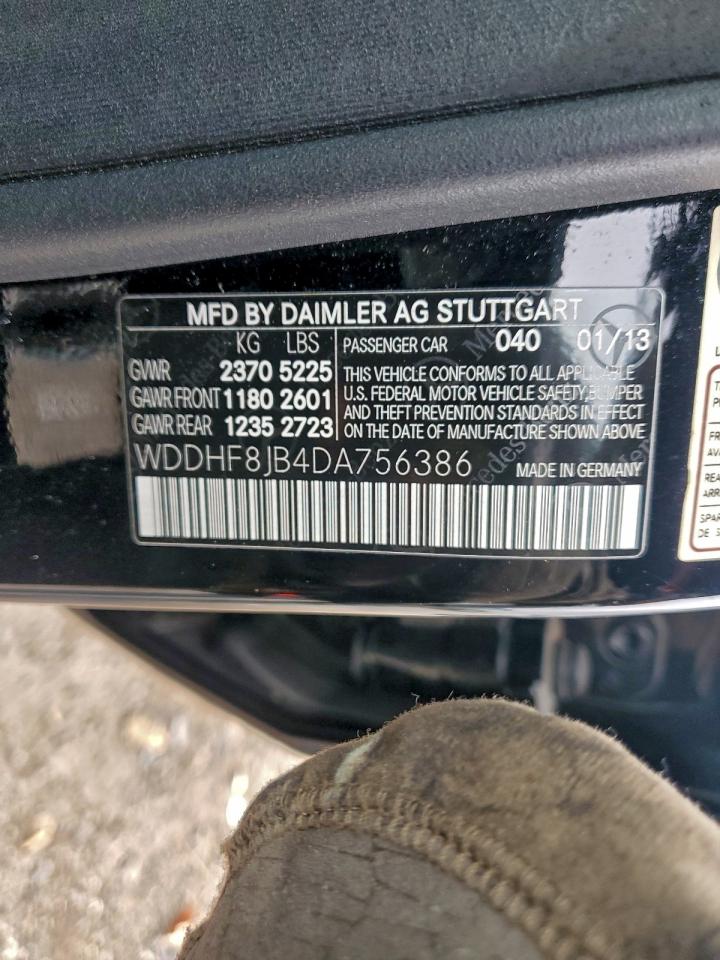 MFD BY DAIMLER AG STUTTGART
KG LBS
GVWR 2370 5225
GAWR FRONT 1180 2601
GAWR REAR 1235 2723
PASSENGER CAR 040 01/13
THIS VEHICLE CONFORMS TO ALL APPLICABLE
U.S. FEDERAL MOTOR VEHICLE SAFETY, BUMPER
AND THEFT PREVENTION STANDARDS IN EFFECT
ON THE DATE OF MANUFACTURE SHOWN ABOVE
WDDHF8JB4DA756386 MADE IN GERMANY